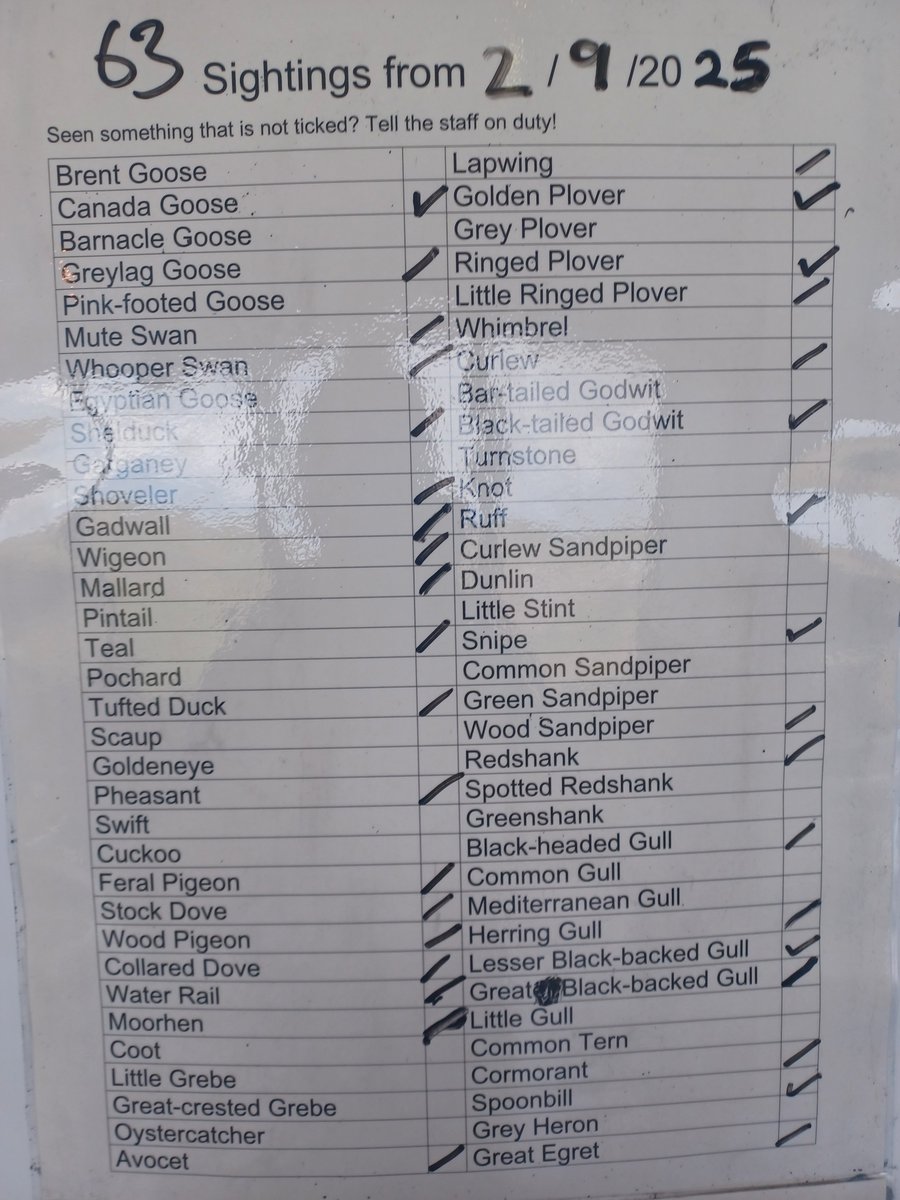 63 Sightings from 2/9/2025
Seen something that is not ticked? Tell the staff on duty!
Brent Goose
Canada Goose ✓
Barnacle Goose
Greylag Goose /
Pink-footed Goose
Mute Swan /
Whooper Swan /
Egyptian Goose
Shelduck /
Garganey
Shoveler /
Gadwall /
Wigeon /
Mallard /
Pintail
Teal /
Pochard
Tufted Duck /
Scaup
Goldeneye
Pheasant /
Swift
Cuckoo
Feral Pigeon /
Stock Dove /
Wood Pigeon /
Collared Dove /
Water Rail /
Moorhen /
Coot
Little Grebe
Great-crested Grebe
Oystercatcher
Avocet /
Lapwing /
Golden Plover ✓
Grey Plover
Ringed Plover ✓
Little Ringed Plover /
Whimbrel
Curlew /
Bar-tailed Godwit
Black-tailed Godwit ✓
Turnstone
Knot
Ruff ✓
Curlew Sandpiper
Dunlin
Little Stint
Snipe ✓
Common Sandpiper
Green Sandpiper
Wood Sandpiper /
Redshank /
Spotted Redshank
Greenshank
Black-headed Gull /
Common Gull
Mediterranean Gull
Herring Gull /
Lesser Black-backed Gull ✓
Great Black-backed Gull /
Little Gull
Common Tern
Cormorant /
Spoonbill ✓
Grey Heron
Great Egret /